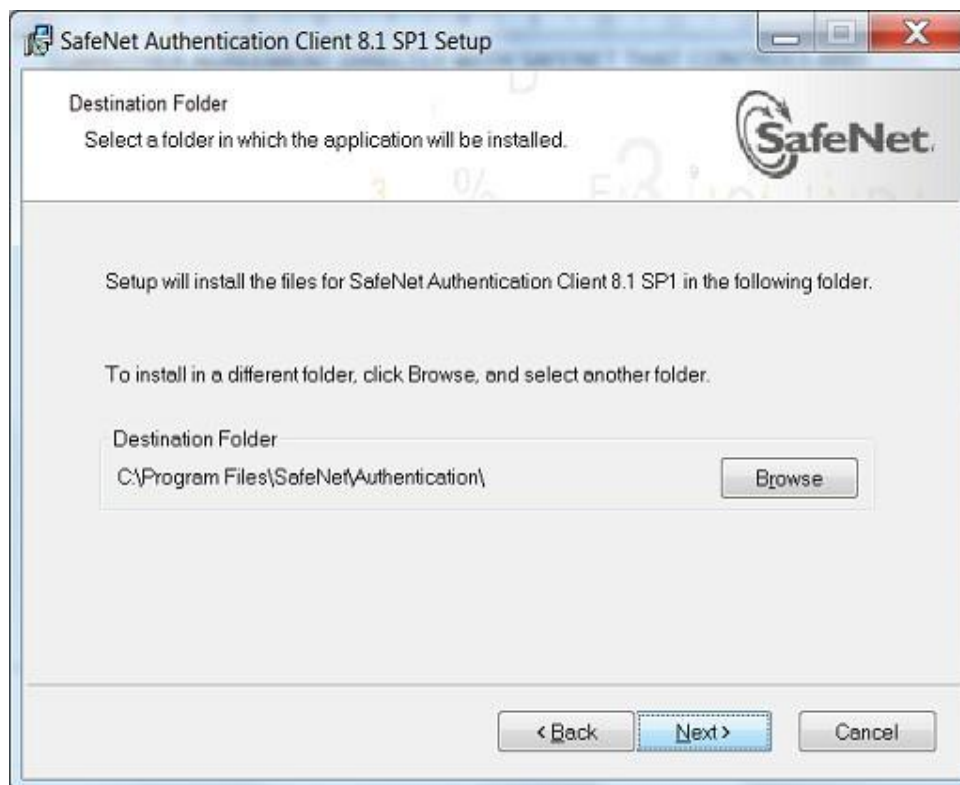 SafeNet Authentication Client 8.1 SP1 Setup
Destination Folder
Select a folder in which the application will be installed.
SafeNet.
Setup will install the files for SafeNet Authentication Client 8.1 SP1 in the following folder.
To install in a different folder, click Browse, and select another folder.
Destination Folder
C:\Program Files\SafeNet\Authentication\
Browse
< Back
Next >
Cancel